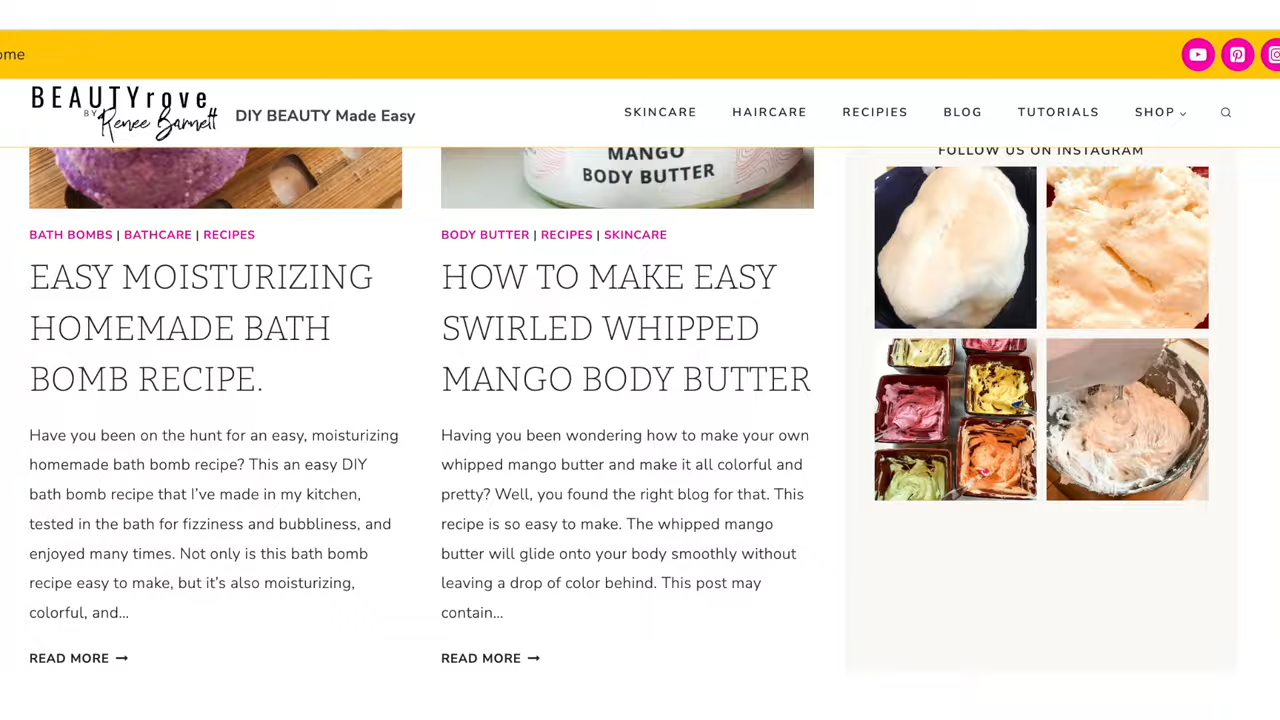 ome
BEAUTYrove
BY Renee Barnett
DIY BEAUTY Made Easy
SKINCARE HAIRCARE RECIPIES BLOG TUTORIALS SHOP
MANGO
BODY BUTTER
FOLLOW US ON INSTAGRAM
BATH BOMBS | BATHCARE | RECIPES
EASY MOISTURIZING
HOMEMADE BATH
BOMB RECIPE.
Have you been on the hunt for an easy, moisturizing
homemade bath bomb recipe? This an easy DIY
bath bomb recipe that I’ve made in my kitchen,
tested in the bath for fizziness and bubbliness, and
enjoyed many times. Not only is this bath bomb
recipe easy to make, but it’s also moisturizing,
colorful, and...
READ MORE →
BODY BUTTER | RECIPES | SKINCARE
HOW TO MAKE EASY
SWIRLED WHIPPED
MANGO BODY BUTTER
Having you been wondering how to make your own
whipped mango butter and make it all colorful and
pretty? Well, you found the right blog for that. This
recipe is so easy to make. The whipped mango
butter will glide onto your body smoothly without
leaving a drop of color behind. This post may
contain...
READ MORE →